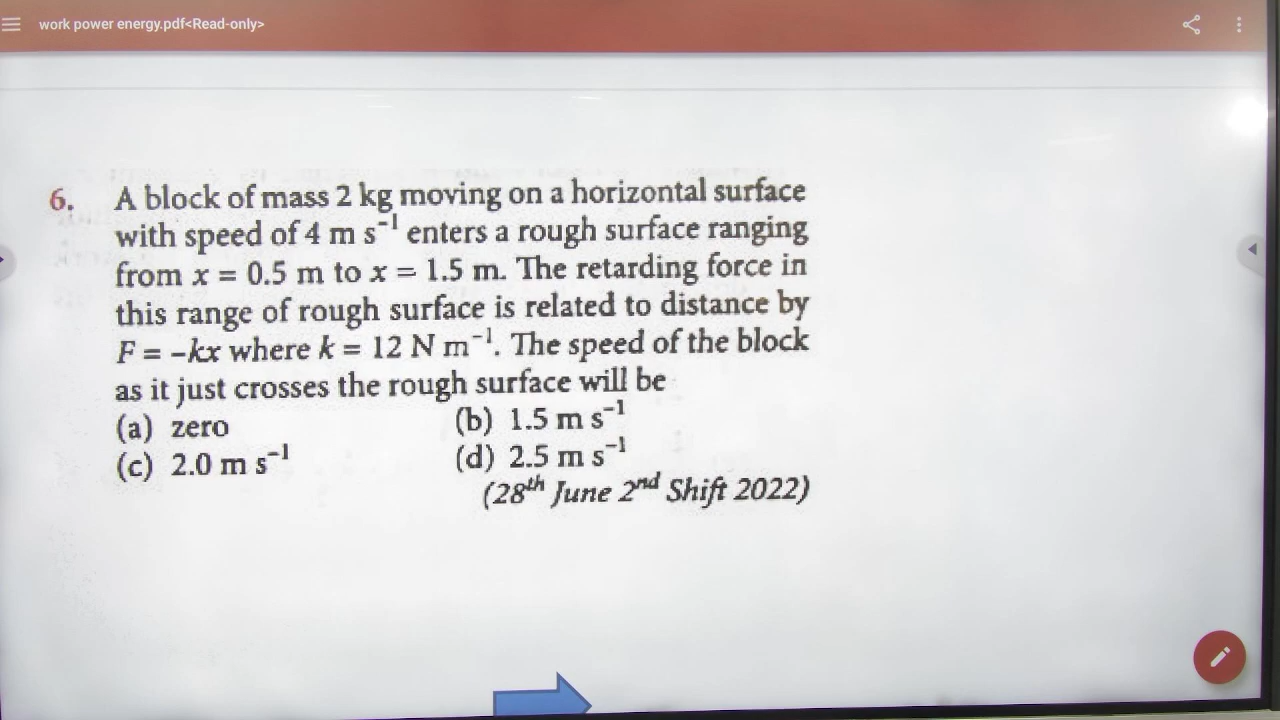 work power energy.pdf<Read-only>
6. A block of mass 2 kg moving on a horizontal surface
with speed of 4 m s⁻¹ enters a rough surface ranging
from x = 0.5 m to x = 1.5 m. The retarding force in
this range of rough surface is related to distance by
F = –kx where k = 12 N m⁻¹. The speed of the block
as it just crosses the rough surface will be
(a) zero (b) 1.5 m s⁻¹
(c) 2.0 m s⁻¹ (d) 2.5 m s⁻¹
(28ᵗʰ June 2ⁿᵈ Shift 2022)